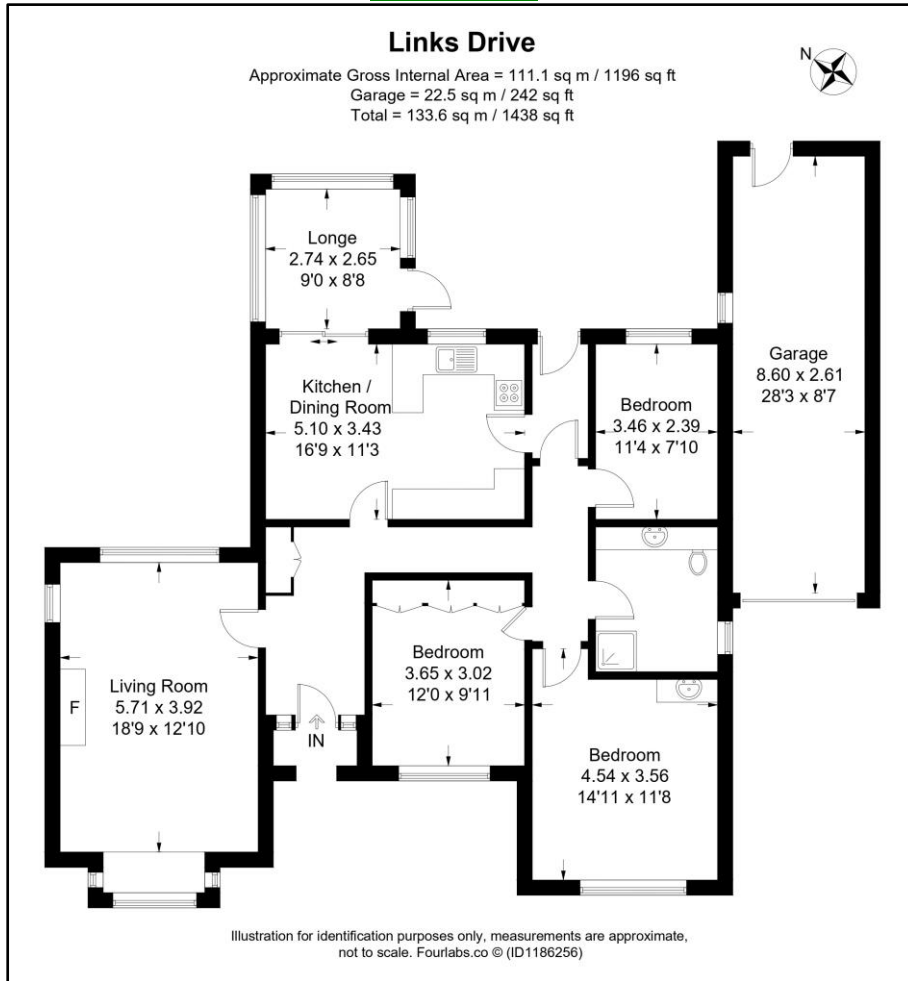 Links Drive
Approximate Gross Internal Area = 111.1 sq m / 1196 sq ft
Garage = 22.5 sq m / 242 sq ft
Total = 133.6 sq m / 1438 sq ft
N
Longe
2.74 x 2.65
9'0 x 8'8
Kitchen /
Dining Room
5.10 x 3.43
16'9 x 11'3
Bedroom
3.46 x 2.39
11'4 x 7'10
Garage
8.60 x 2.61
28'3 x 8'7
Living Room
5.71 x 3.92
18'9 x 12'10
F
IN
Bedroom
3.65 x 3.02
12'0 x 9'11
Bedroom
4.54 x 3.56
14'11 x 11'8
Illustration for identification purposes only, measurements are approximate,
not to scale. Fourlabs.co © (ID1186256)